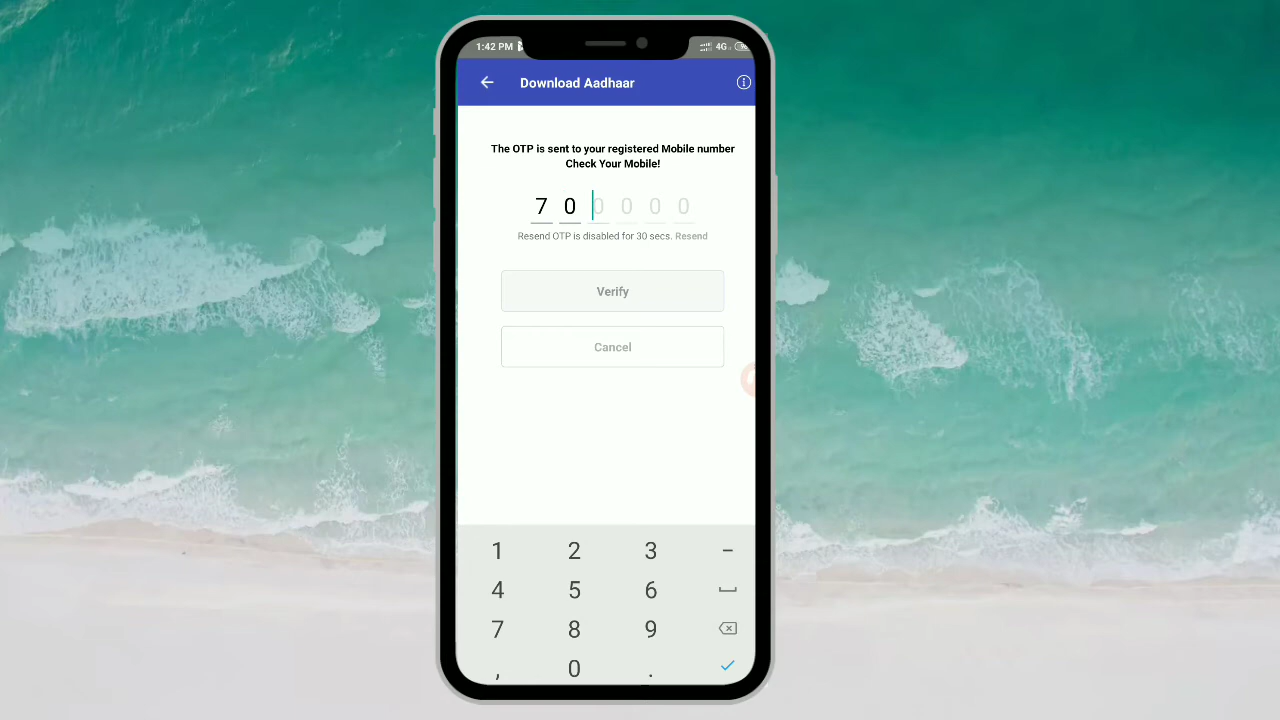 1:42 PM
4G
Download Aadhaar
The OTP is sent to your registered Mobile number
Check Your Mobile!
7 0 0 0 0 0
Resend OTP is disabled for 30 secs. Resend
Verify
Cancel
1 2 3 -
4 5 6
7 8 9
, 0 .